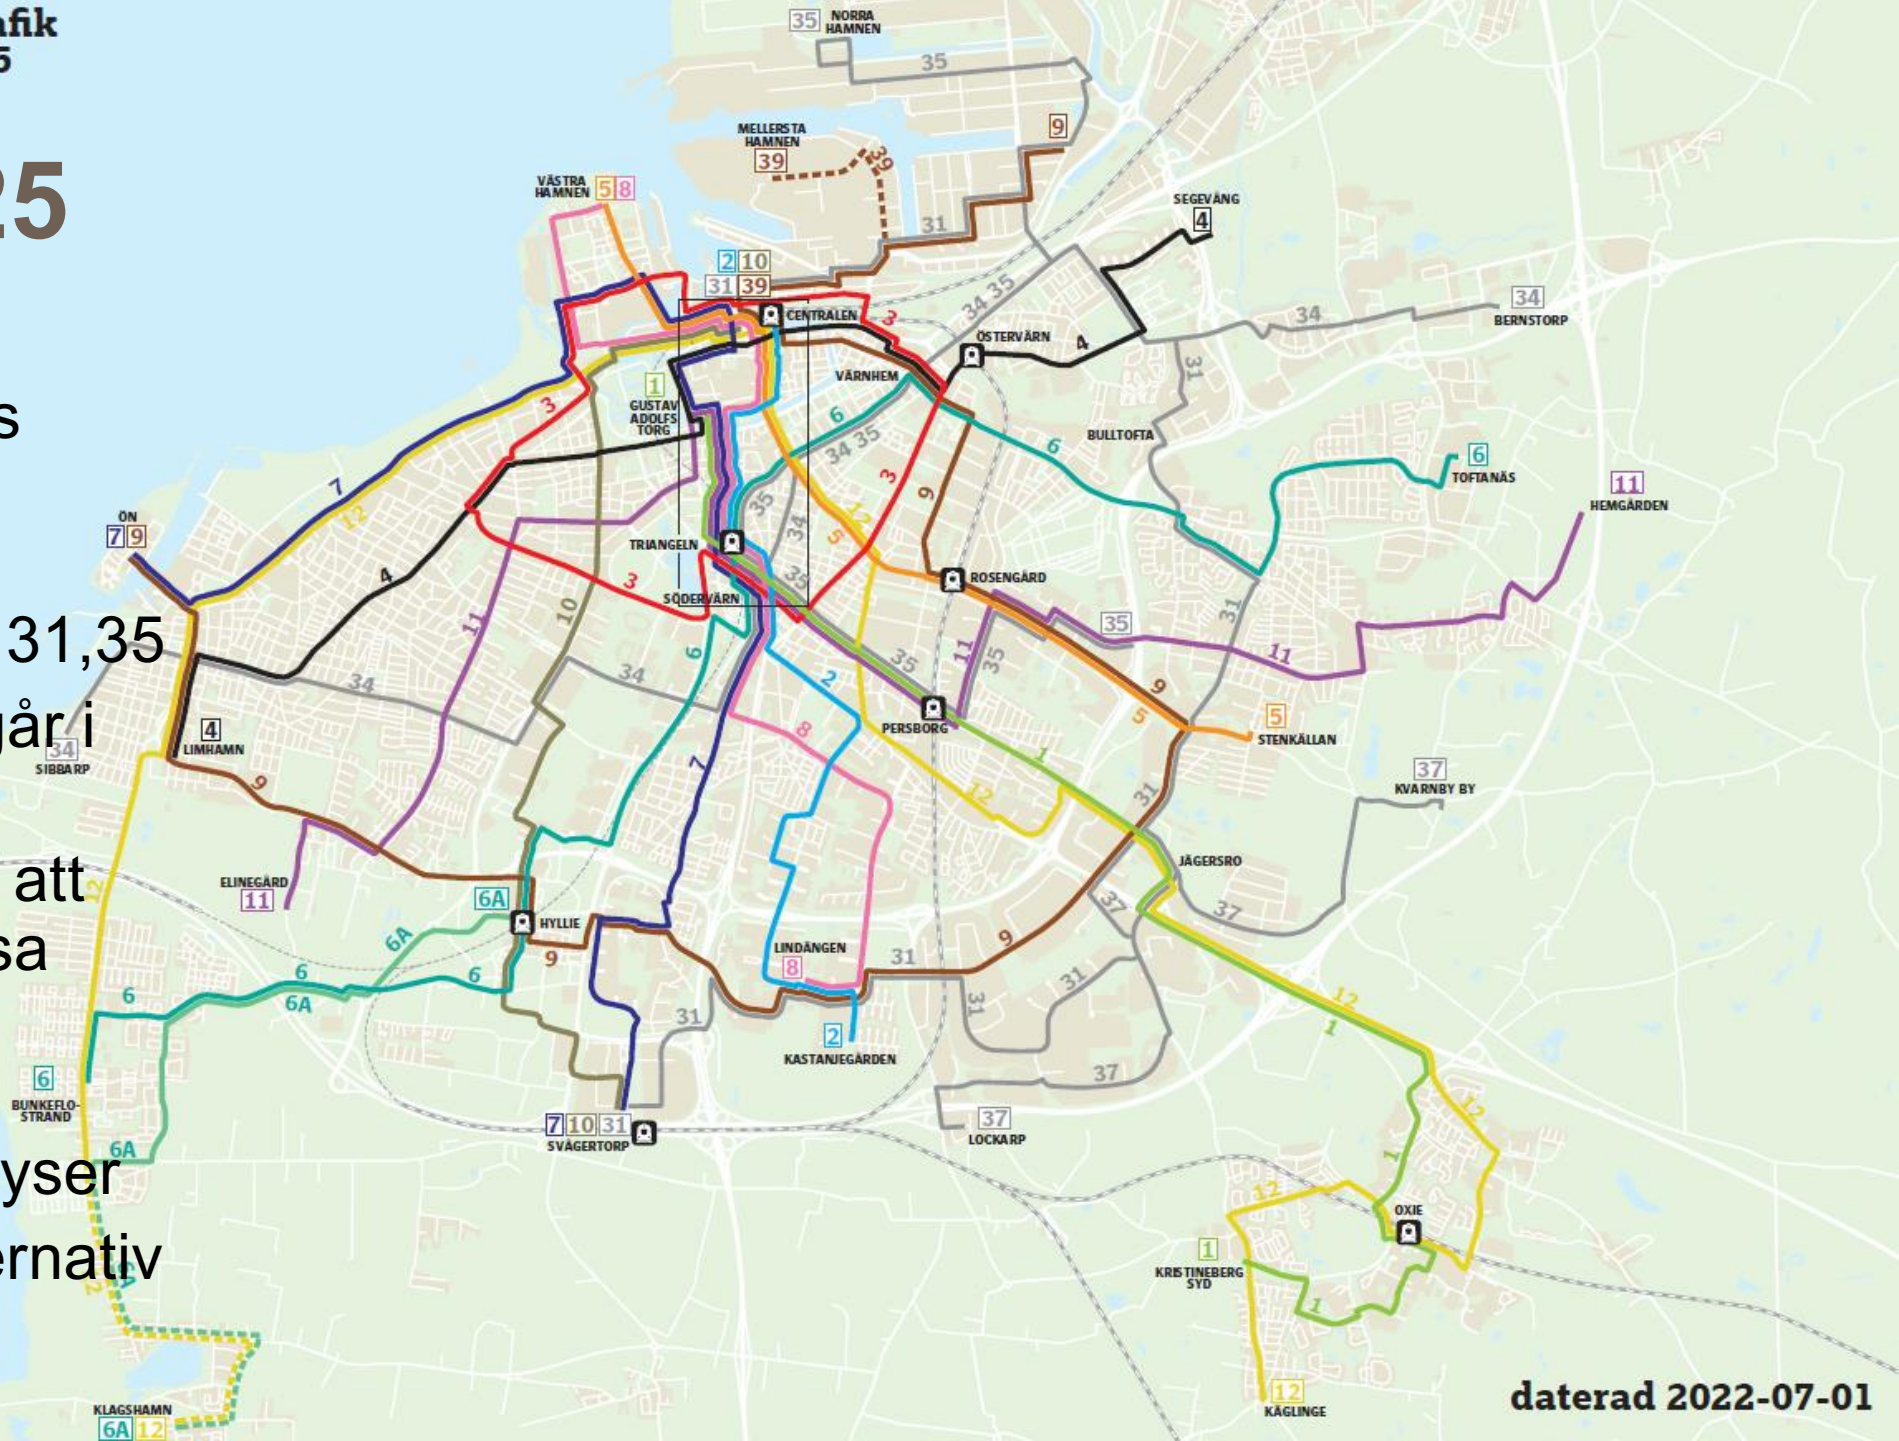 afik
5
25
s
31,35
går i
att
sa
yser
ernativ
35 NORRA
HAMNEN
35
MELLERSTA
HAMNEN
39
39
9
VÄSTRA
HAMNEN
5 8
SEGEVÅNG
4
31
2 10
31 39
CENTRALEN
3
34 35
ÖSTERVÄRN
4
34
34
BERNSTORP
31
VÄRNHEM
1
GUSTAV
ADOLFS
TORG
3
6
34 35
6
BULLTOFTA
6
TOFTANÄS
11
HEMGÅRDEN
7
12
3
9
35
34
12
5
ÖN
7 9
TRIANGELN
4
3
35
ROSENGÅRD
SÖDERVÄRN
10
11
6
31
35
11
35
11
35
34
34
2
9
5
5
STENKÄLLAN
4
LIMHAMN
34
SIBBARP
8
PERSBORG
1
7
9
12
31
37
KVARNBY BY
JÄGERSRO
ELINEGÅRD
11
12
6A
HYLLIE
37
37
6A
9
LINDÄNGEN
8
31
9
6
6
6A
6
31
31
31
12
1
2
KASTANJEGÅRDEN
37
6
BUNKEFLO-
STRAND
7 10 31
SVÅGERTORP
37
LOCKARP
12
6A
1
12
OXIE
1
KRISTINEBERG
SYD
6A
12
1
12
KÄGLINGE
KLAGSHAMN
6A 12
daterad 2022-07-01